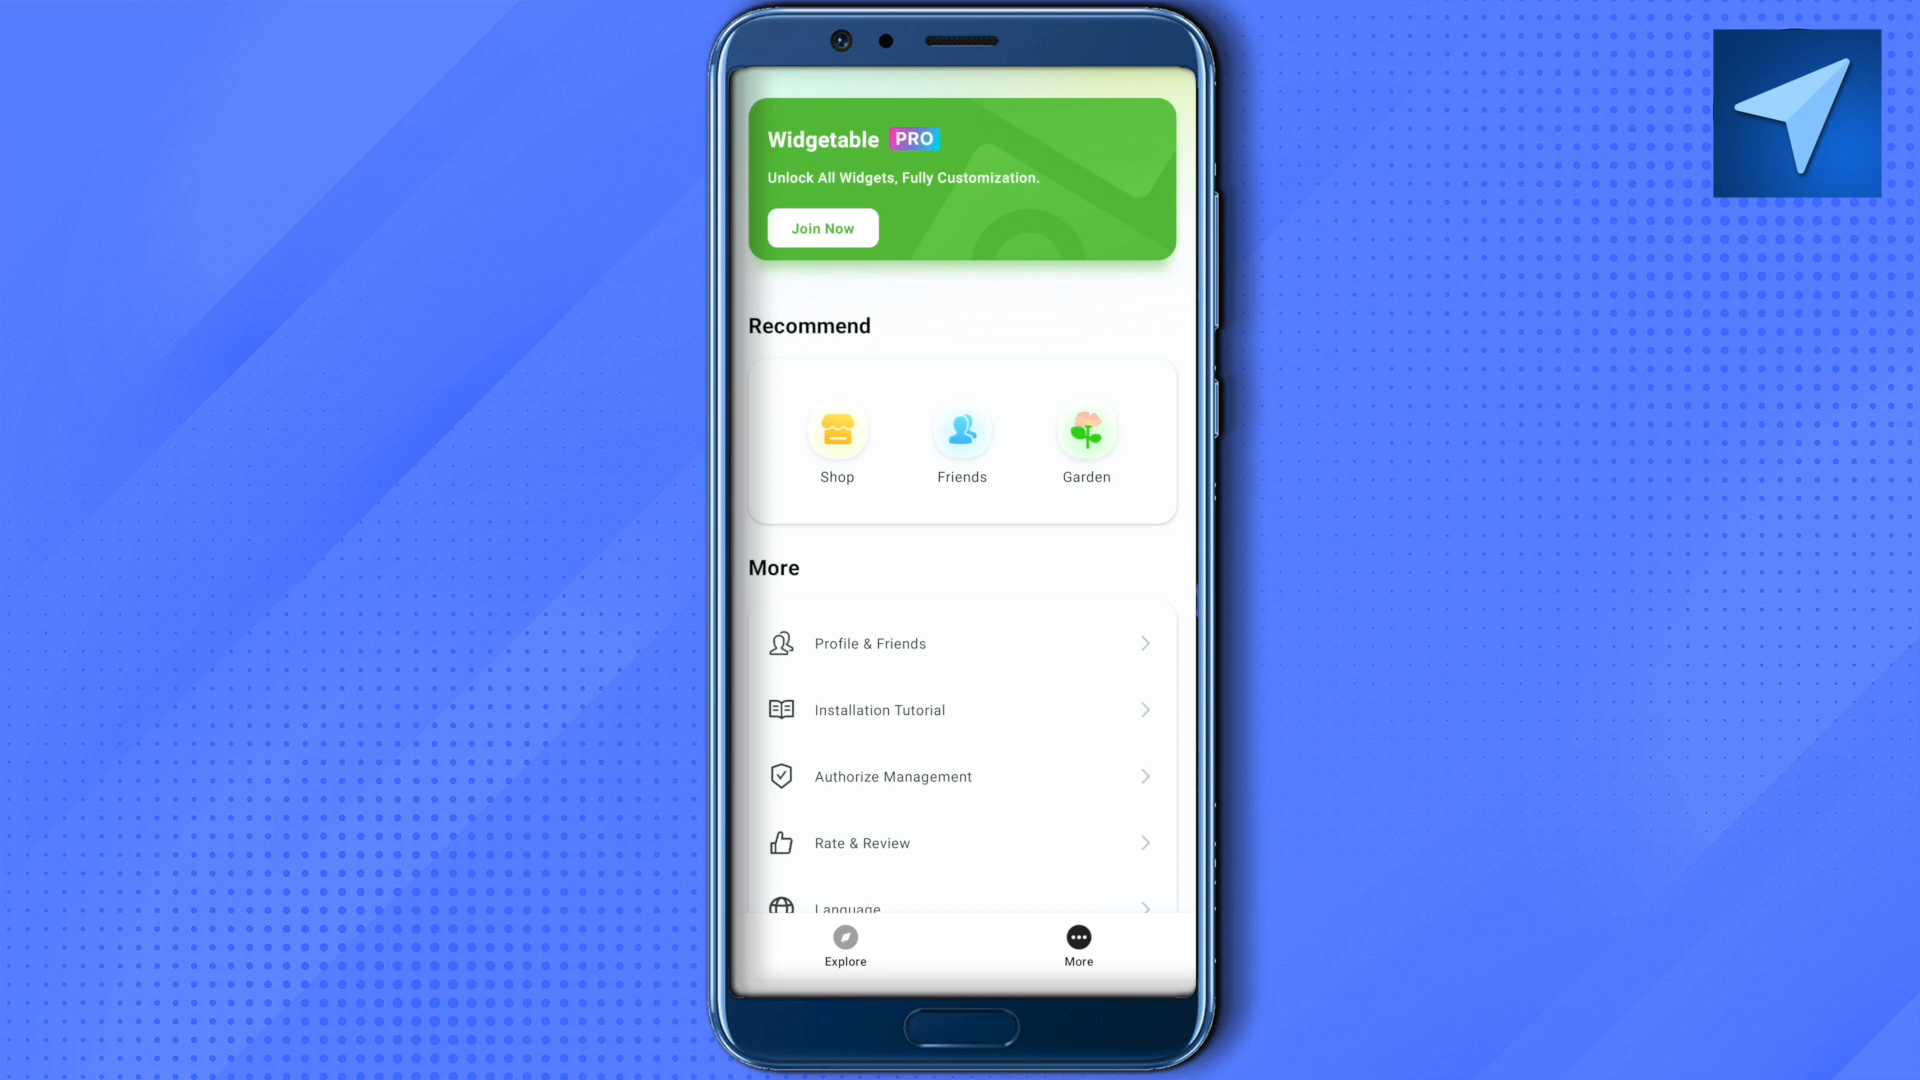 Widgetable PRO
Unlock All Widgets, Fully Customization.
Join Now
Recommend
Shop Friends Garden
More
Profile & Friends
Installation Tutorial
Authorize Management
Rate & Review
Language
Explore More